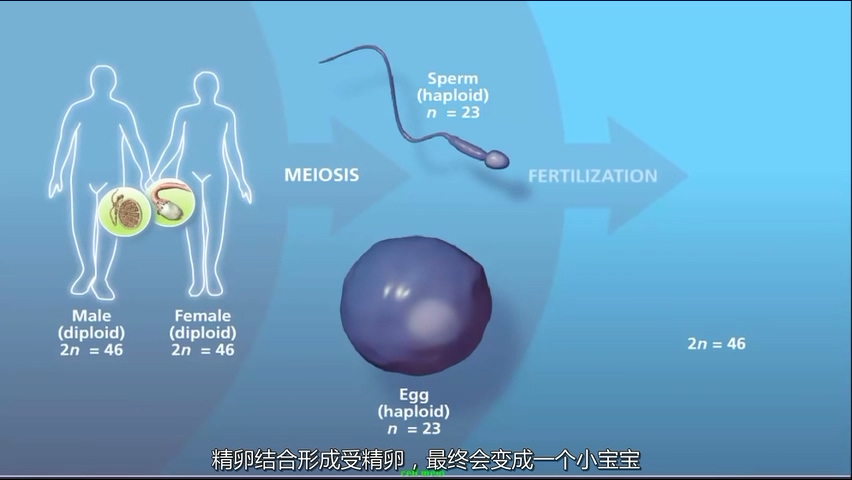 Sperm
(haploid)
n = 23
MEIOSIS
FERTILIZATION
Male
(diploid)
2n = 46
Female
(diploid)
2n = 46
2n = 46
Egg
(haploid)
n = 23
精卵结合形成受精卵，最终会变成一个小宝宝